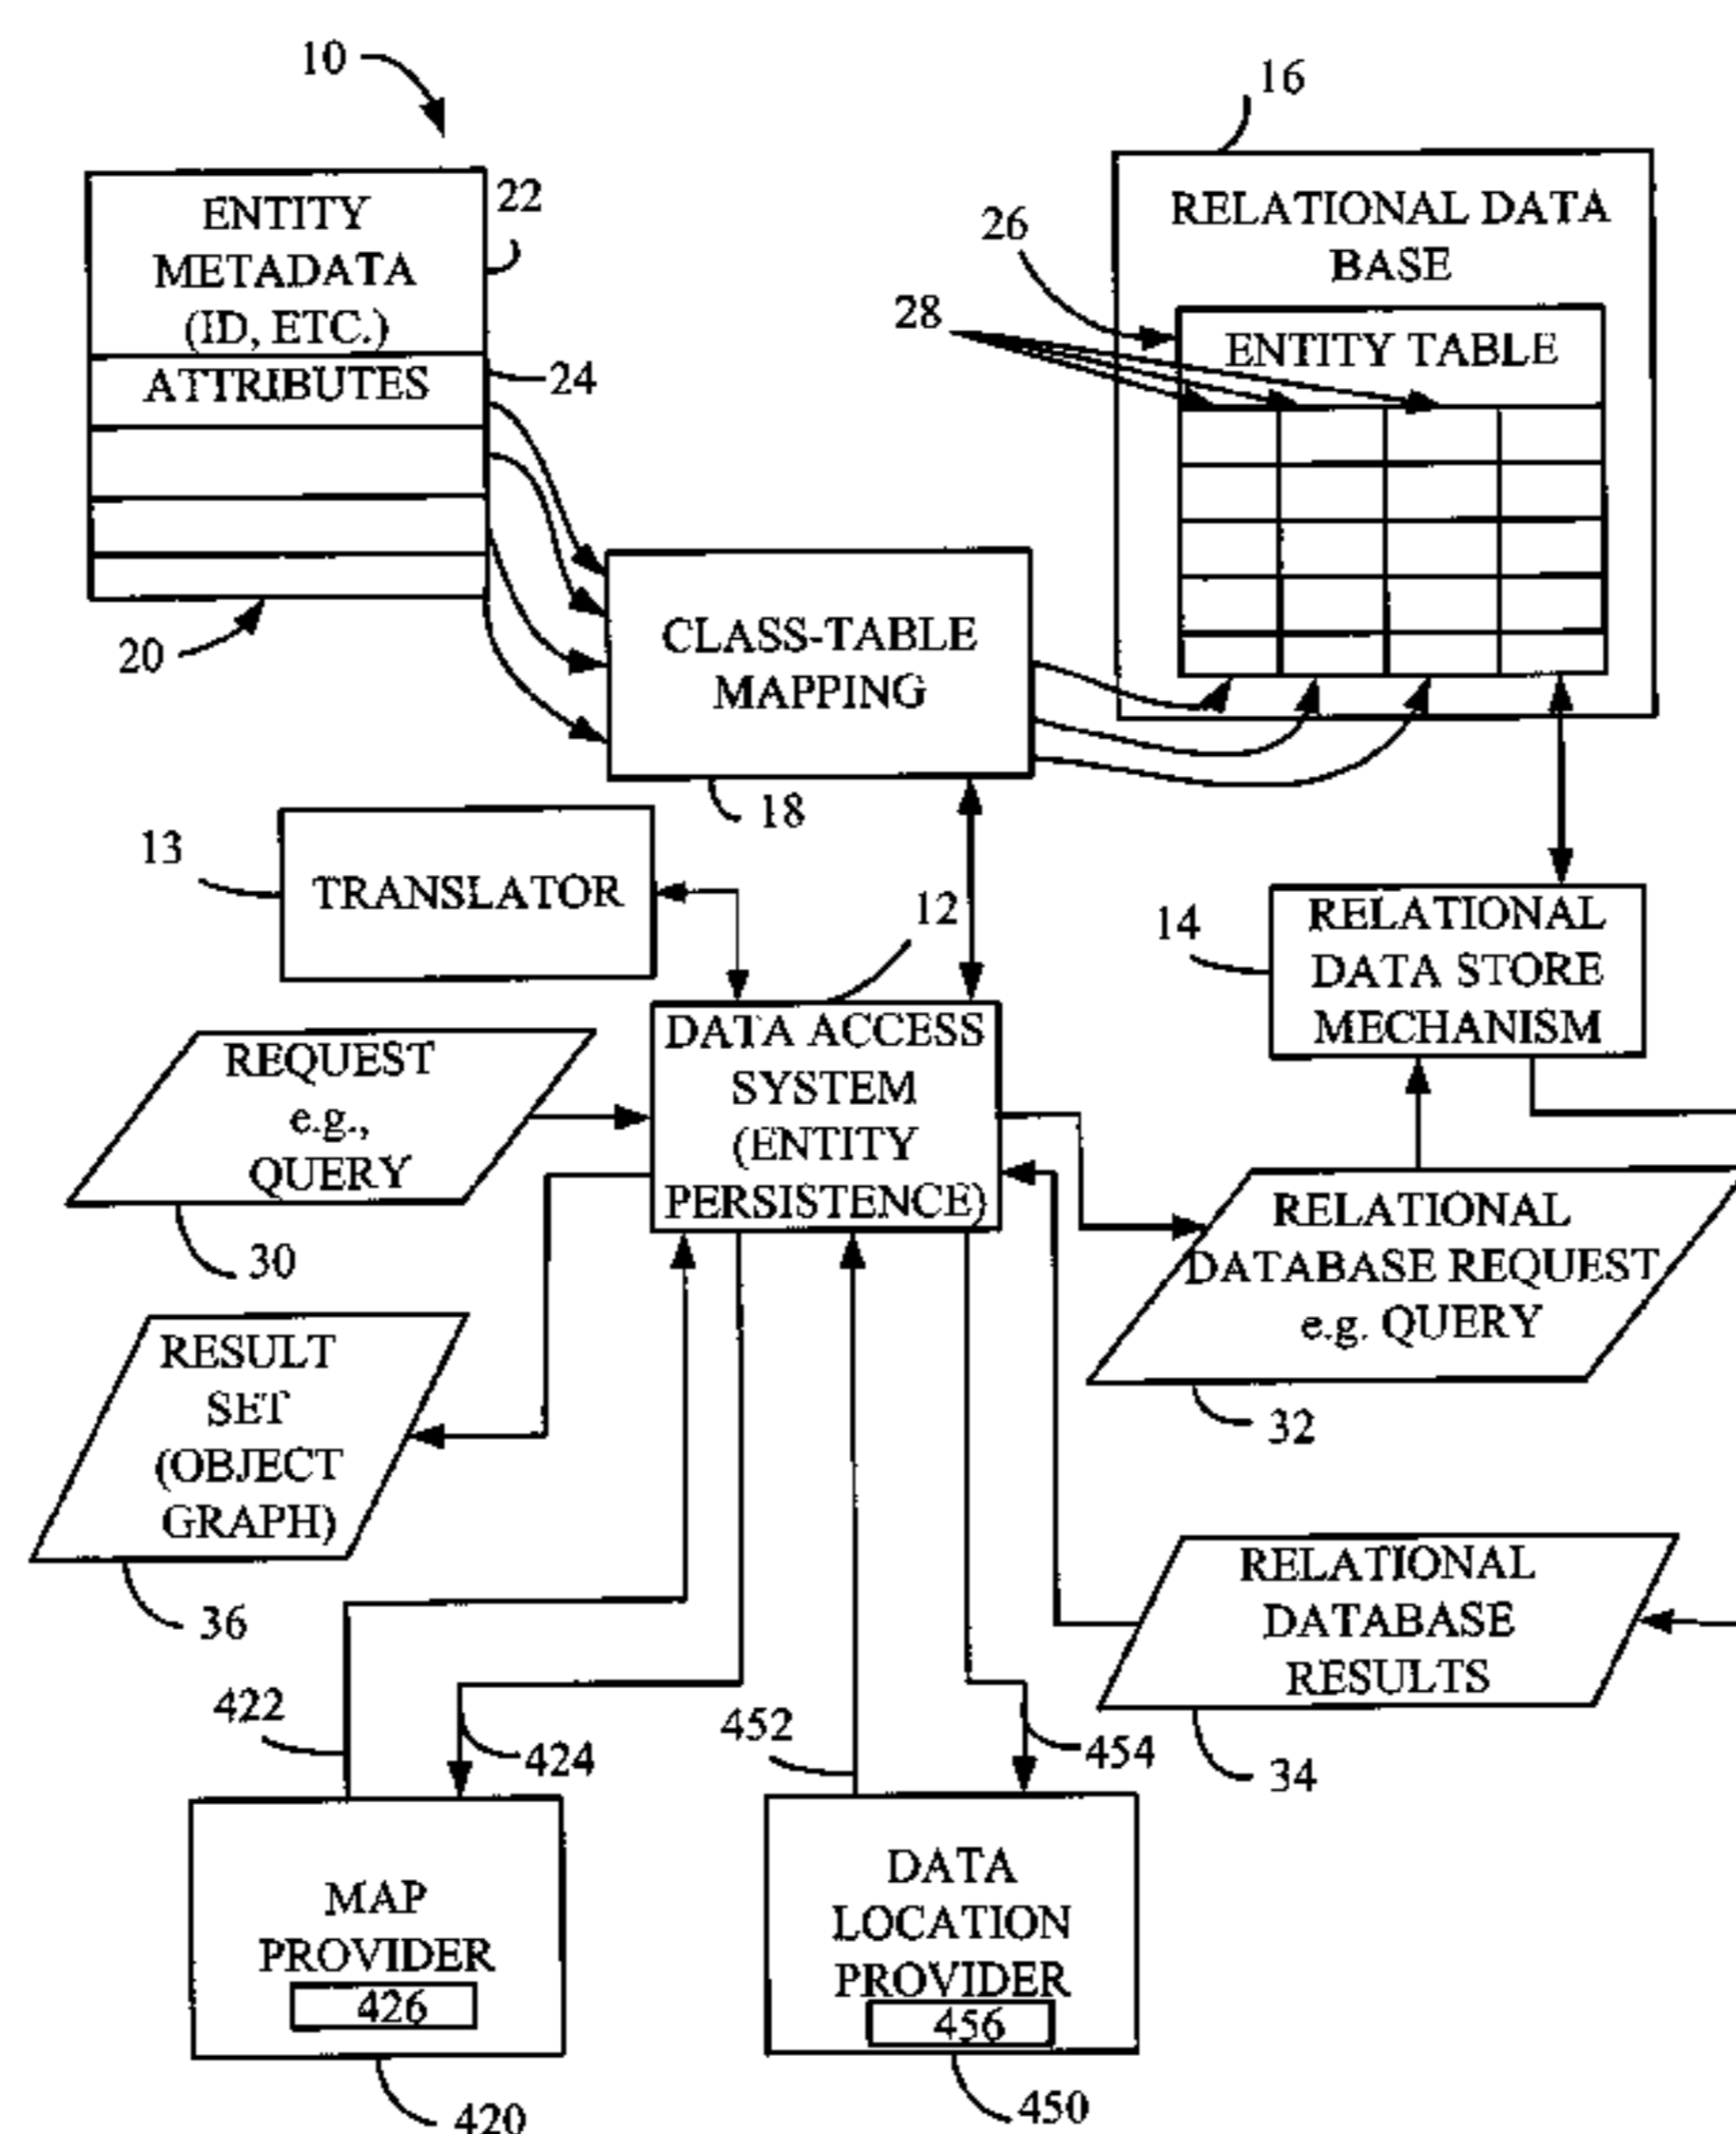 10
16
22
ENTITY
METADATA
(ID, ETC.)
ATTRIBUTES
24
20
RELATIONAL DATA
BASE
26
28
ENTITY TABLE
CLASS-TABLE
MAPPING
18
13
TRANSLATOR
12
14
RELATIONAL
DATA STORE
MECHANISM
DATA ACCESS
SYSTEM
(ENTITY
PERSISTENCE)
REQUEST
e.g.,
QUERY
30
RELATIONAL
DATABASE REQUEST
e.g. QUERY
32
RESULT
SET
(OBJECT
GRAPH)
36
RELATIONAL
DATABASE
RESULTS
34
422
424
452
454
MAP
PROVIDER
426
420
DATA
LOCATION
PROVIDER
456
450